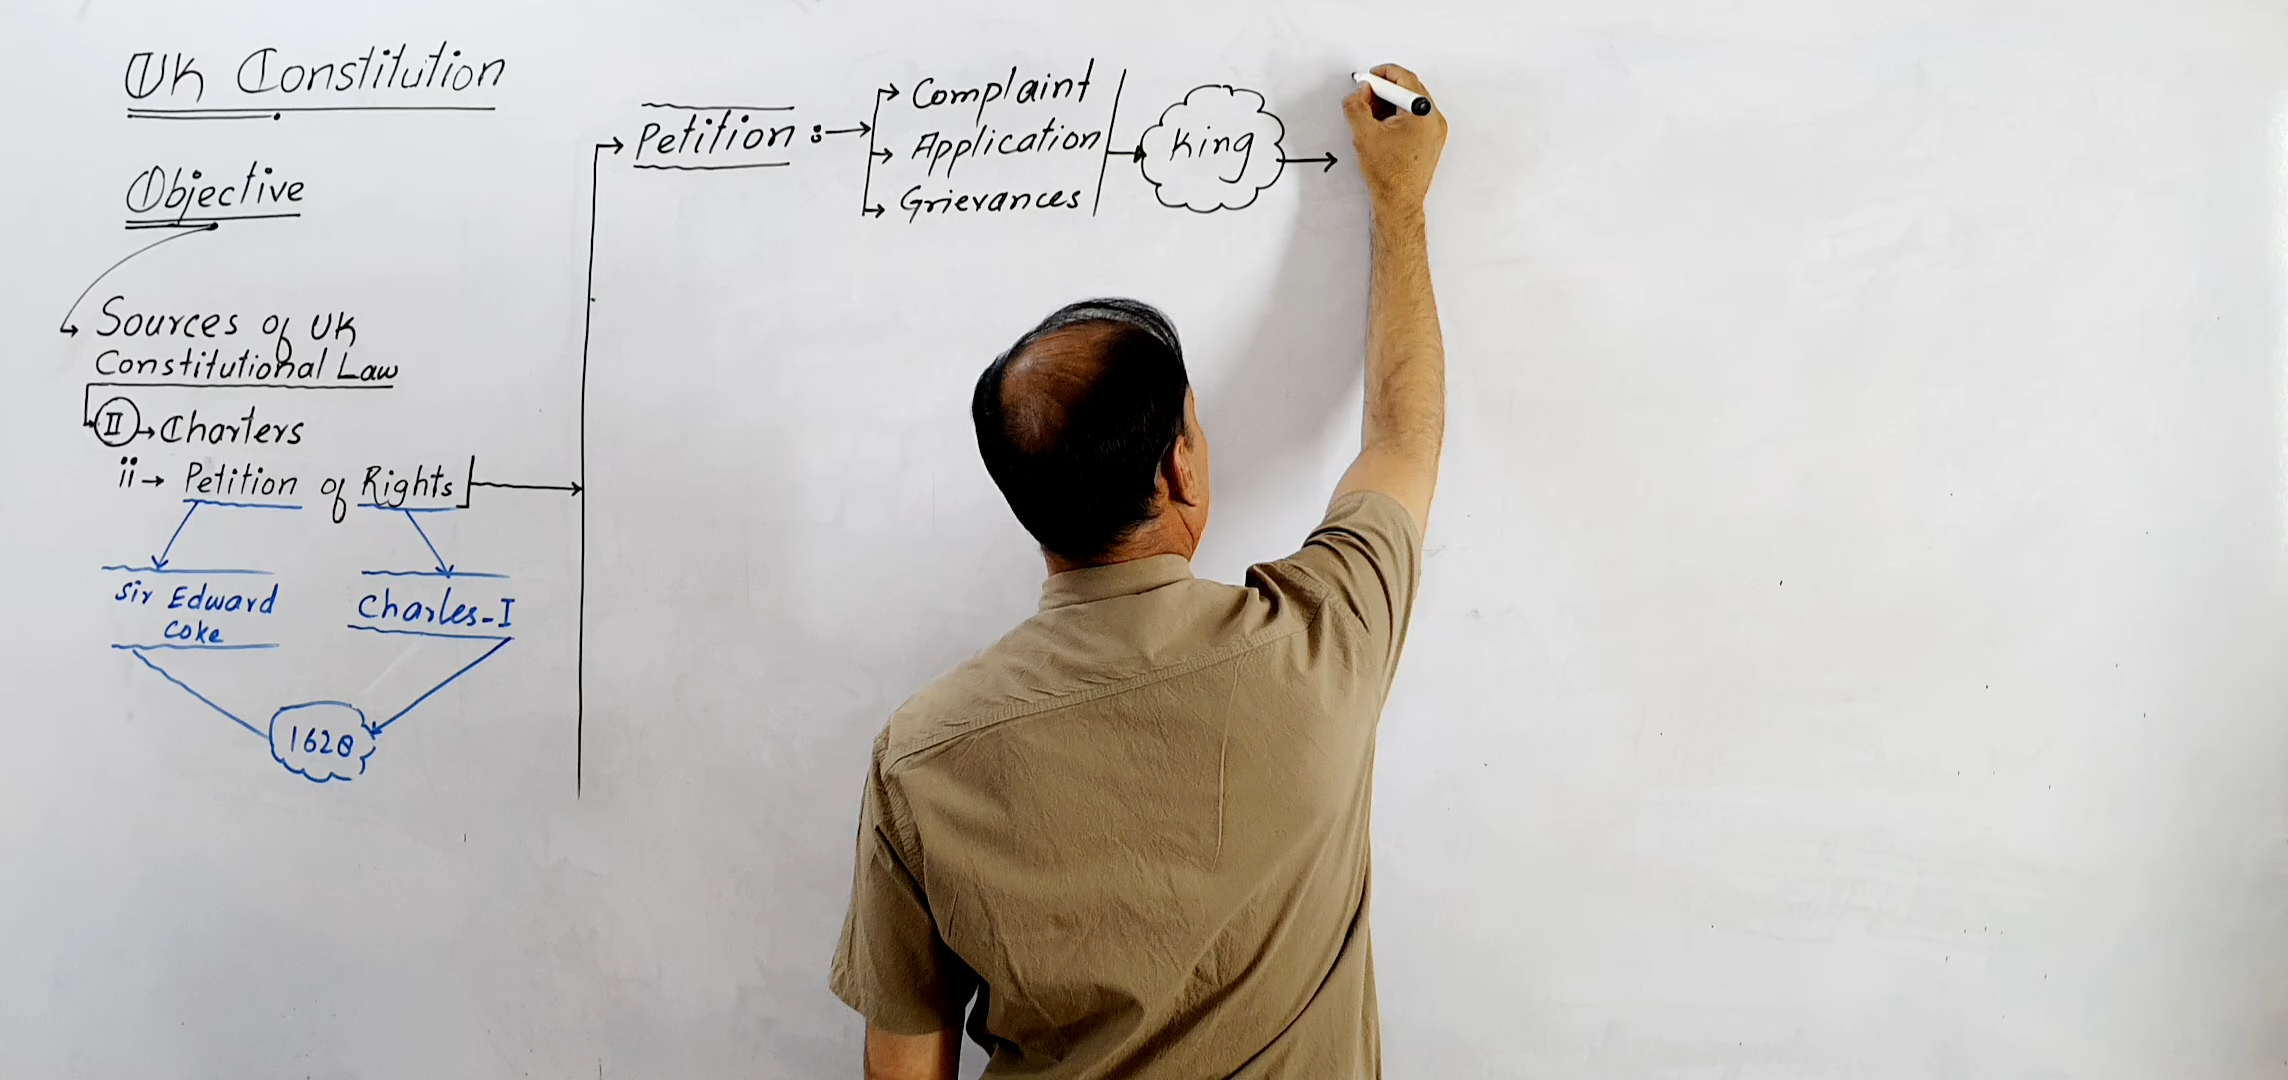 UK Constitution
Objective
Sources of UK
Constitutional Law
II → Charters
ii → Petition of Rights
Sir Edward
Coke
Charles-I
1628
Petition :→
Complaint
Application
Grievances
King